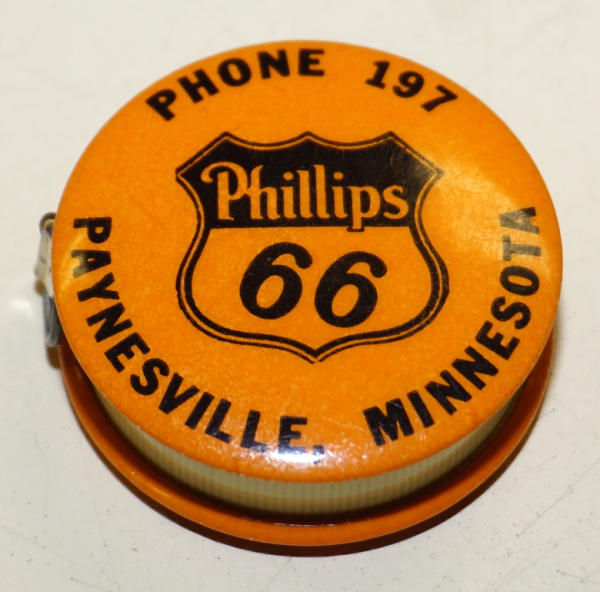 PHONE 197
Phillips
66
PAYNESVILLE, MINNESOTA